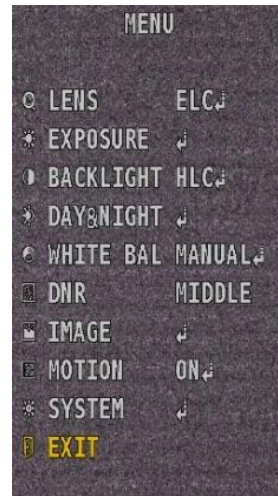 MENU
LENS ELC↲
EXPOSURE ↲
BACKLIGHT HLC↲
DAY&NIGHT ↲
WHITE BAL MANUAL↲
DNR MIDDLE
IMAGE ↲
MOTION ON↲
SYSTEM ↲
EXIT